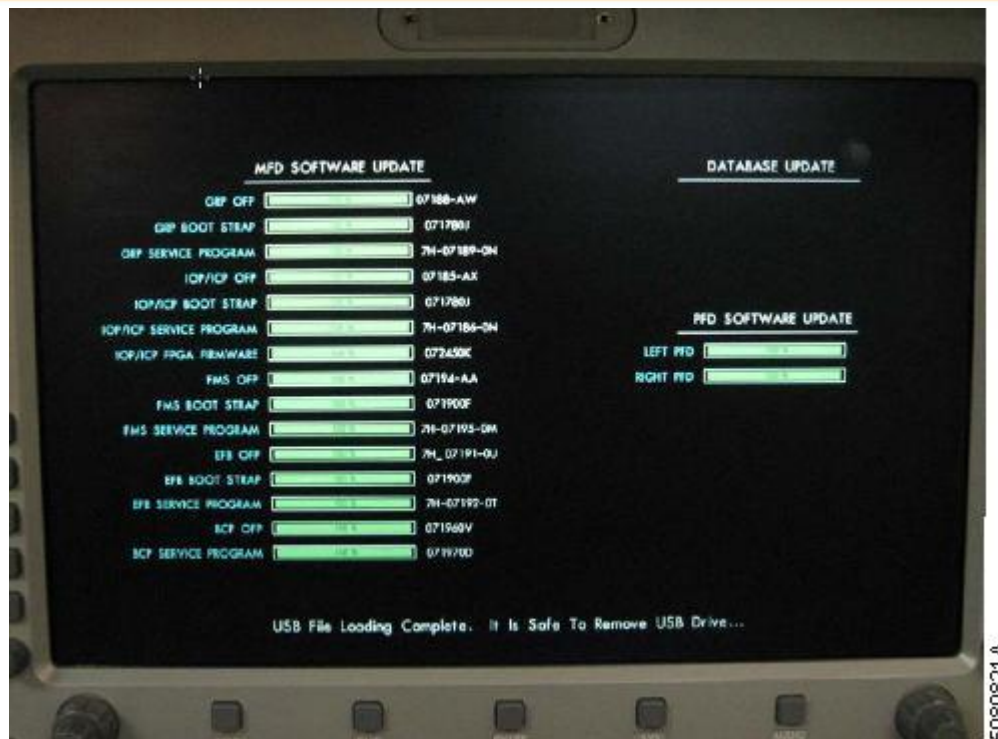 MFD SOFTWARE UPDATE
GRP OFP 07188-AW
GRP BOOT STRAP 071780J
GRP SERVICE PROGRAM 7H-07189-0N
IOP/ICP OFP 07185-AX
IOP/ICP BOOT STRAP 071780J
IOP/ICP SERVICE PROGRAM 7H-07186-0N
IOP/ICP FPGA FIRMWARE 072450K
FMS OFP 07194-AA
FMS BOOT STRAP 071900F
FMS SERVICE PROGRAM 7H-07195-0M
EFB OFP 7H_07191-0U
EFB BOOT STRAP 071900F
EFB SERVICE PROGRAM 7H-07192-0T
BCP OFP 071960V
BCP SERVICE PROGRAM 071970D
DATABASE UPDATE
PFD SOFTWARE UPDATE
LEFT PFD
RIGHT PFD
USB File Loading Complete. It Is Safe To Remove USB Drive...
AUDIO